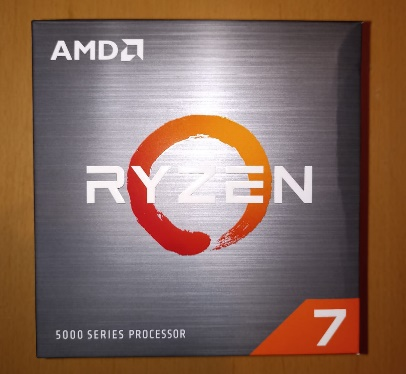 AMD
RYZEN
5000 SERIES PROCESSOR
7